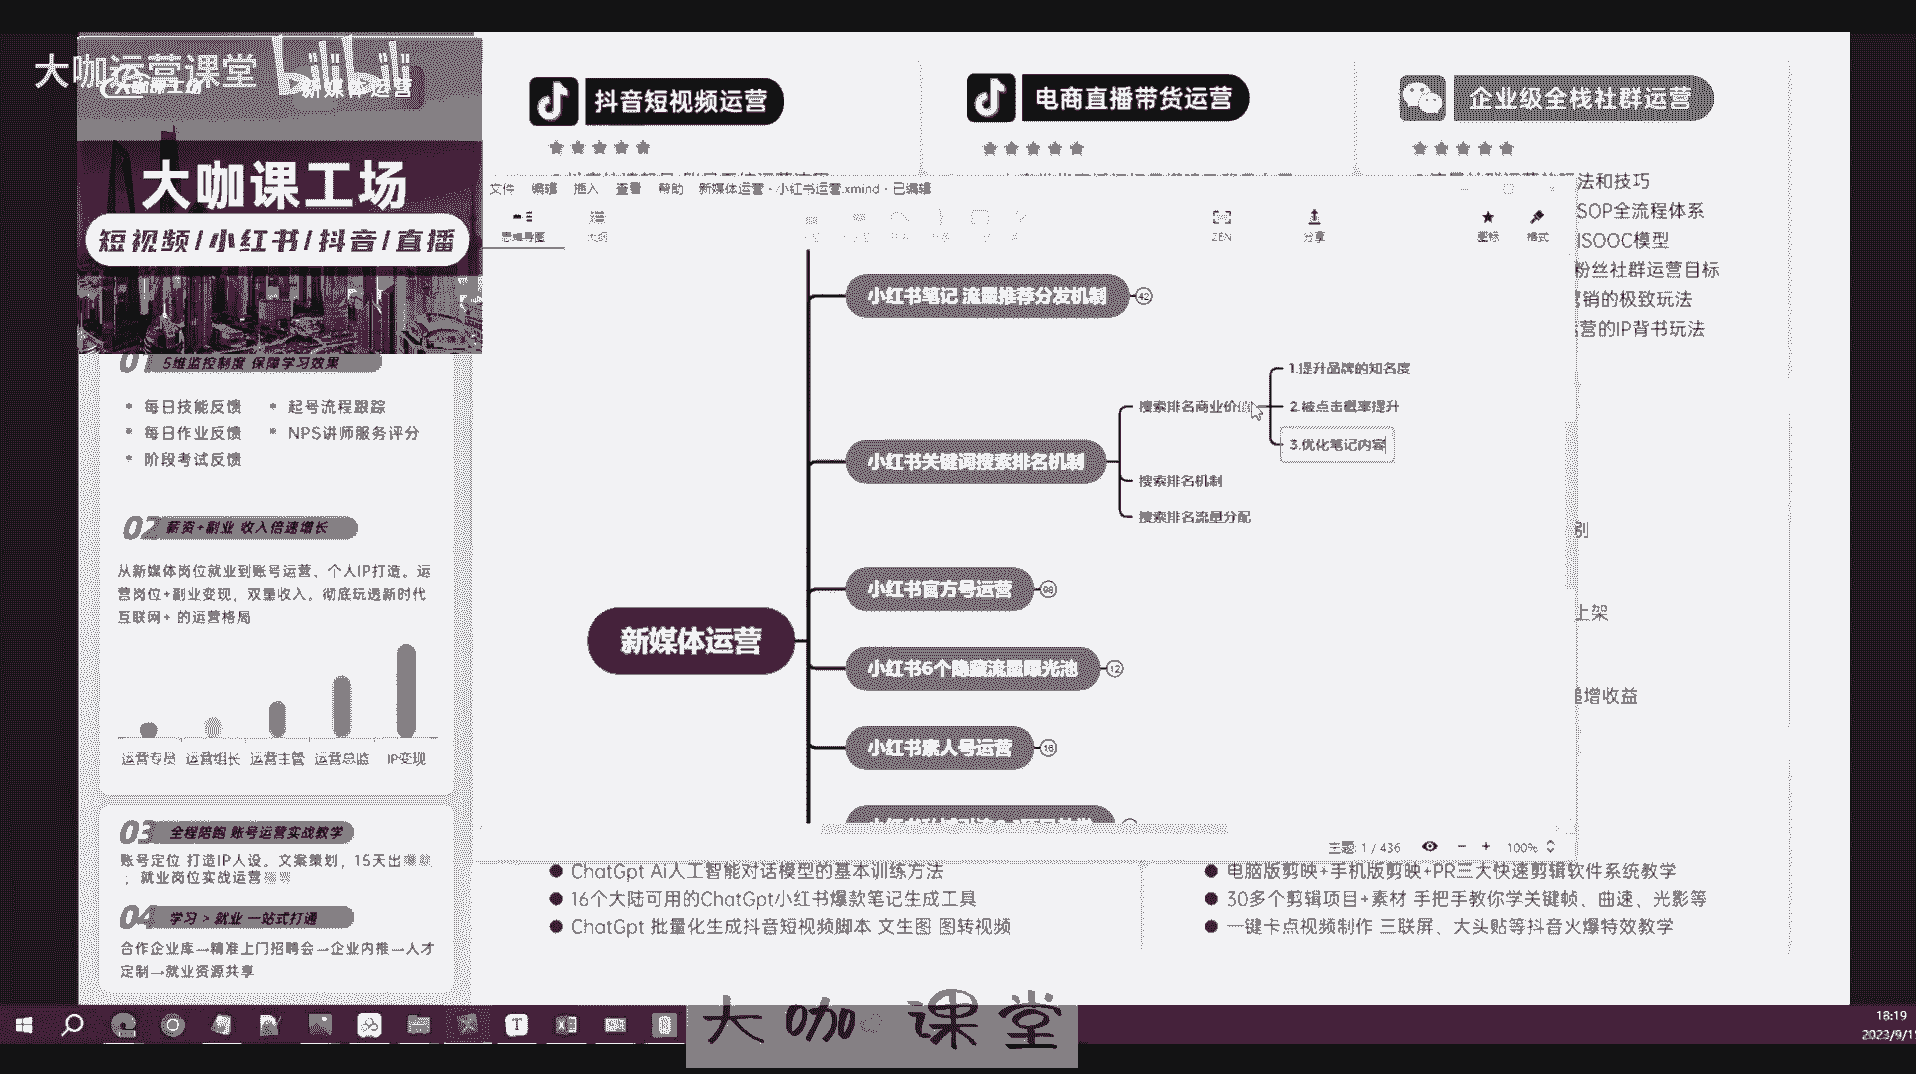 大咖运营课堂 bilibili
大咖课工场
新媒体运营
大咖课工场
短视频/小红书/抖音/直播
01 5维监控制度 保障学习效果
每日技能反馈
起号流程跟踪
每日作业反馈
NPS讲师服务评分
阶段考试反馈
02 薪资+副业 收入倍速增长
从新媒体岗位就业到账号运营、个人IP打造。运
营岗位+副业变现，双量收入。彻底玩透新时代
互联网+ 的运营格局
运营专员 运营组长 运营主管 运营总监 IP变现
03 全程陪跑 账号运营实战教学
账号定位 打造IP人设。文案策划，15天出
；就业岗位实战运营
04 学习 > 就业 一站式打通
合作企业库→精准上门招聘会→企业内推→人才
定制→就业资源共享
抖音短视频运营
电商直播带货运营
企业级全栈社群运营
文件 编辑 插入 查看 帮助 新媒体运营 - 小红书运营.xmind - 已编辑
思维导图 大纲 ZEN 分享 图标 格式
小红书笔记 流量推荐分发机制 42
小红书关键词搜索排名机制
搜索排名商业价值
1.提升品牌的知名度
2.被点击概率提升
3.优化笔记内容
搜索排名机制
搜索排名流量分配
新媒体运营
小红书官方号运营 98
小红书6个隐藏流量曝光池 12
小红书素人号运营 16
主题: 1 / 436 100%
法和技巧
SOP全流程体系
ISOOC模型
粉丝社群运营目标
营销的极致玩法
运营的IP背书玩法
别
上架
递增收益
ChatGpt Ai人工智能对话模型的基本训练方法
16个大陆可用的ChatGpt小红书爆款笔记生成工具
ChatGpt 批量化生成抖音短视频脚本 文生图 图转视频
电脑版剪映+手机版剪映+PR三大快速剪辑软件系统教学
30多个剪辑项目+素材 手把手教你学关键帧、曲速、光影等
一键卡点视频制作 三联屏、大头贴等抖音火爆特效教学
大咖课堂
18:19
2023/9/1